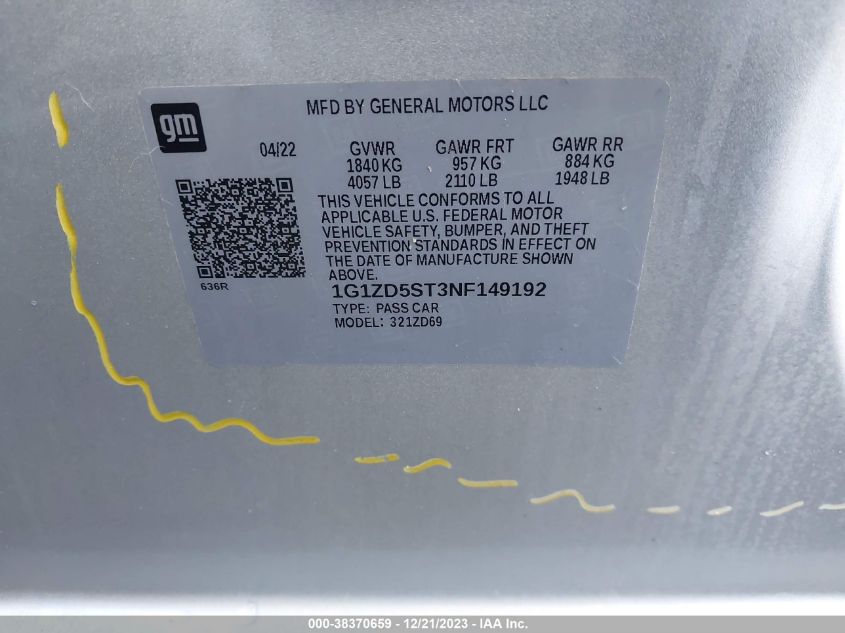 gm
MFD BY GENERAL MOTORS LLC
04/22
GVWR GAWR FRT GAWR RR
1840 KG 957 KG 884 KG
4057 LB 2110 LB 1948 LB
THIS VEHICLE CONFORMS TO ALL
APPLICABLE U.S. FEDERAL MOTOR
VEHICLE SAFETY, BUMPER, AND THEFT
PREVENTION STANDARDS IN EFFECT ON
THE DATE OF MANUFACTURE SHOWN
ABOVE.
636R
1G1ZD5ST3NF149192
TYPE: PASS CAR
MODEL: 321ZD69
000-38370659 - 12/21/2023 - IAA Inc.